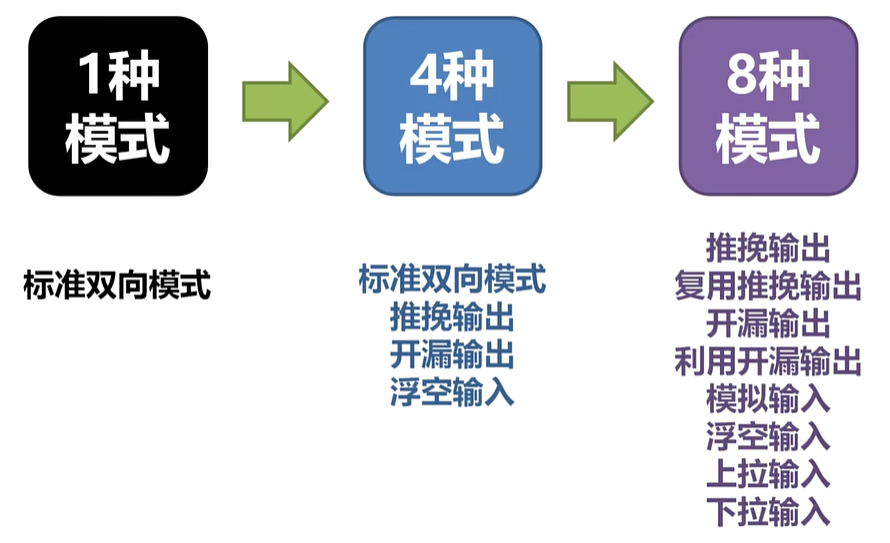 1种
模式
4种
模式
8种
模式
标准双向模式
标准双向模式
推挽输出
开漏输出
浮空输入
推挽输出
复用推挽输出
开漏输出
利用开漏输出
模拟输入
浮空输入
上拉输入
下拉输入